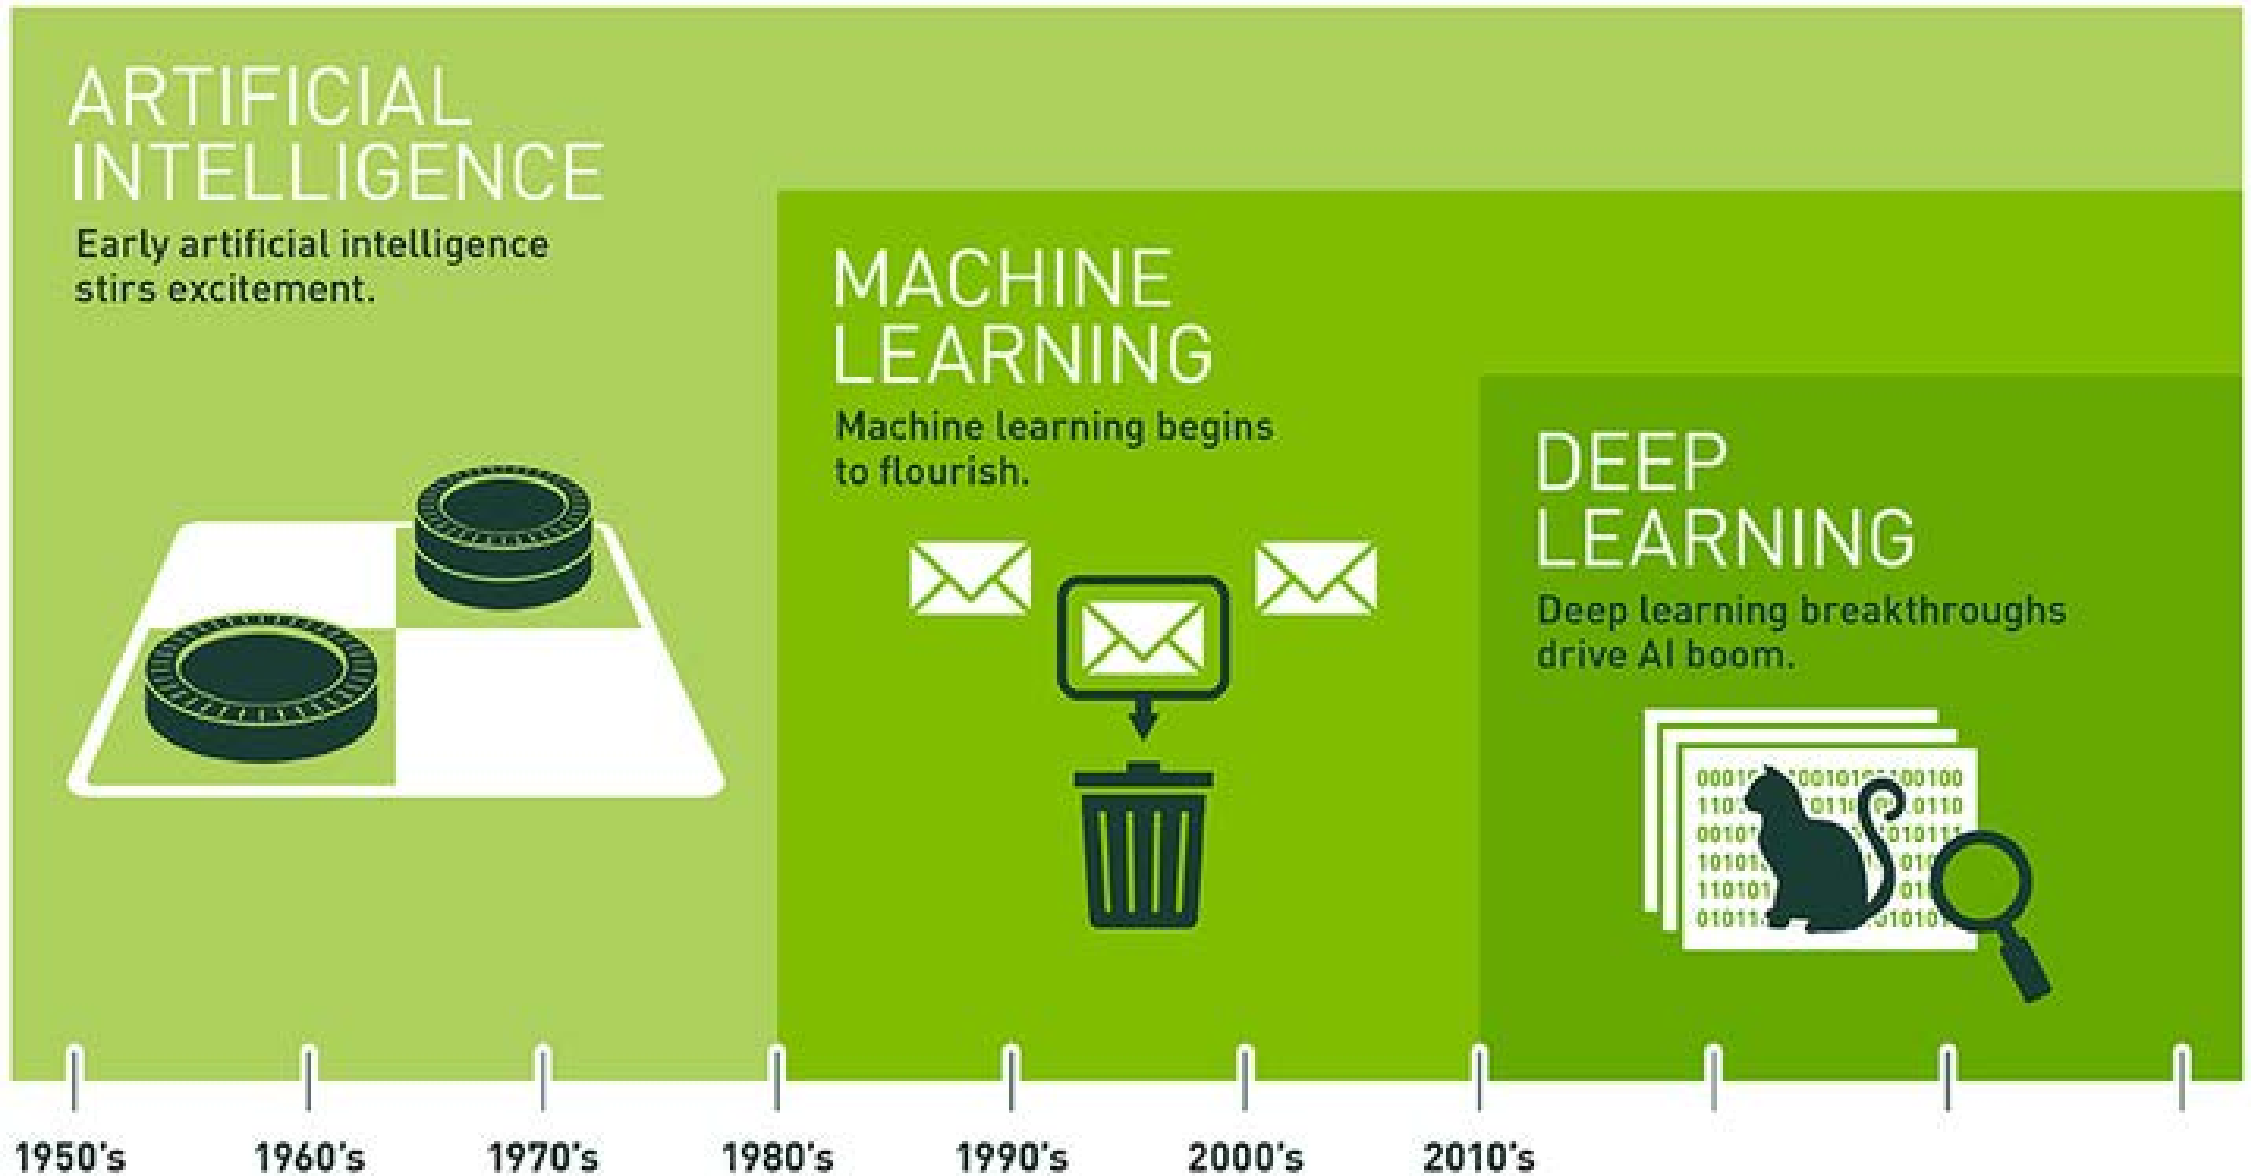 ARTIFICIAL
INTELLIGENCE
Early artificial intelligence
stirs excitement.
MACHINE
LEARNING
Machine learning begins
to flourish.
DEEP
LEARNING
Deep learning breakthroughs
drive AI boom.
1950's
1960's
1970's
1980's
1990's
2000's
2010's